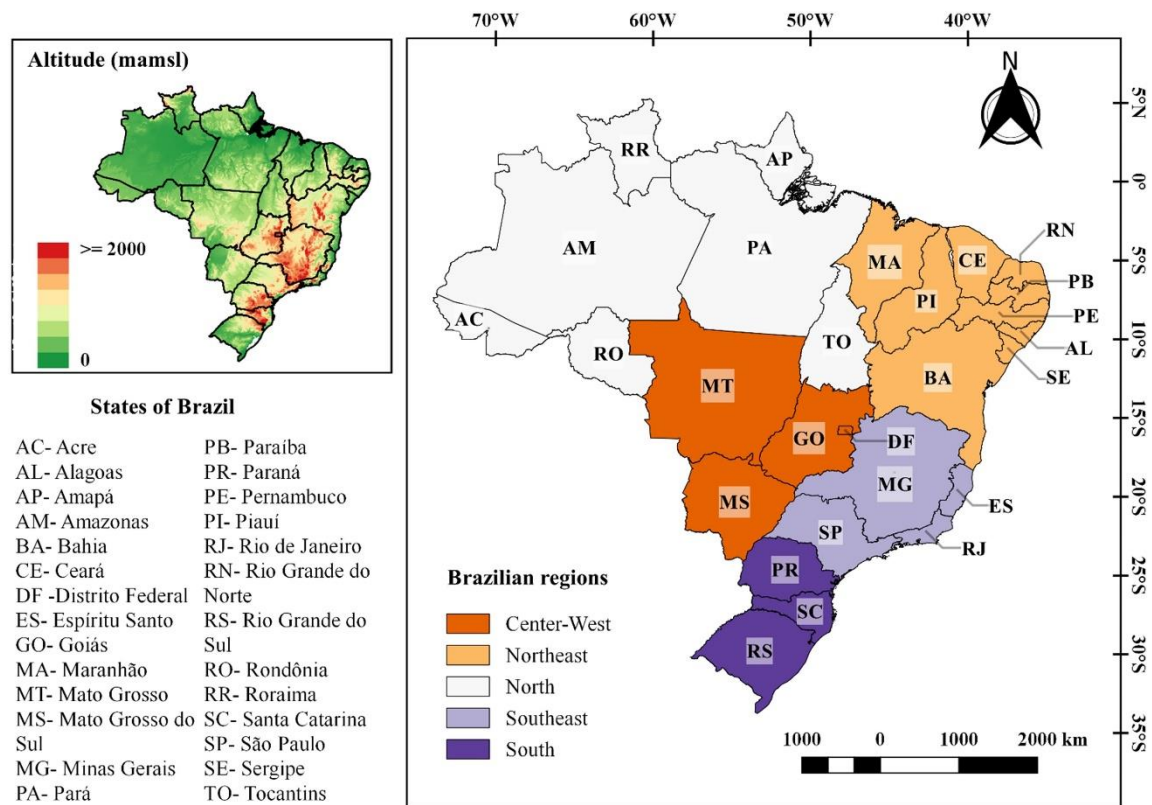 70°W 60°W 50°W 40°W
Altitude (mamsl)
>= 2000
0
N
5°N
0°
5°S
10°S
15°S
20°S
25°S
30°S
35°S
RR
AP
AM
PA
MA
CE
RN
PB
PI
PE
AC
RO
TO
AL
SE
MT
BA
GO
DF
MG
MS
ES
SP
RJ
PR
SC
RS
States of Brazil
AC- Acre
AL- Alagoas
AP- Amapá
AM- Amazonas
BA- Bahia
CE- Ceará
DF -Distrito Federal
ES- Espíritu Santo
GO- Goiás
MA- Maranhão
MT- Mato Grosso
MS- Mato Grosso do
Sul
MG- Minas Gerais
PA- Pará
PB- Paraíba
PR- Paraná
PE- Pernambuco
PI- Piauí
RJ- Rio de Janeiro
RN- Rio Grande do
Norte
RS- Rio Grande do
Sul
RO- Rondônia
RR- Roraima
SC- Santa Catarina
SP- São Paulo
SE- Sergipe
TO- Tocantins
Brazilian regions
Center-West
Northeast
North
Southeast
South
1000 0 1000 2000 km